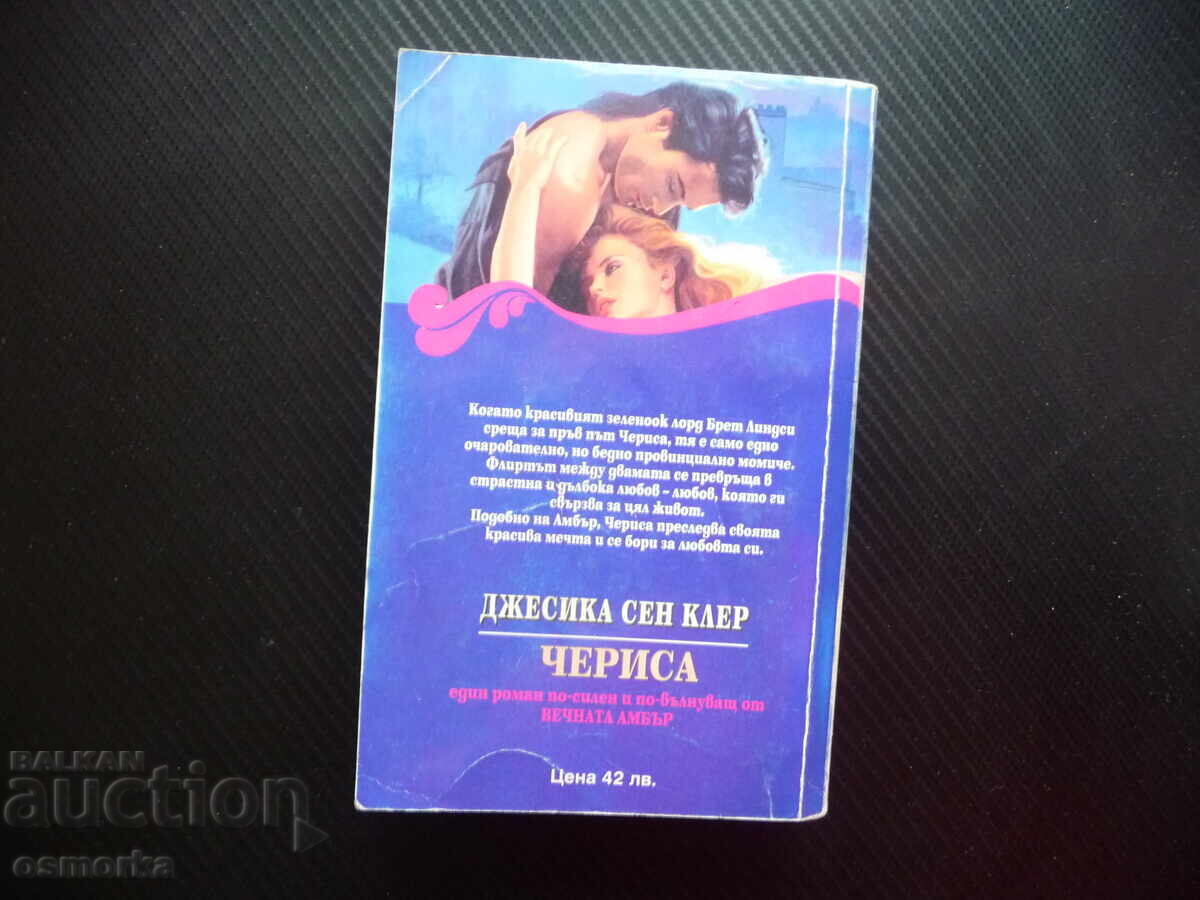 Когато красивият зеленоок лорд Брет Линдси
среща за пръв път Чериса, тя е само едно
очарователно, но бедно провинциално момиче.
Флиртът между двамата се превръща в
страстна и дълбока любов – любов, която ги
свързва за цял живот.
Подобно на Амбър, Чериса преследва своята
красива мечта и се бори за любовта си.
ДЖЕСИКА СЕН КЛЕР
ЧЕРИСА
един роман по-силен и по-вълнуващ от
ВЕЧНАТА АМБЪР
Цена 42 лв.
BALKAN
auction
osmorka